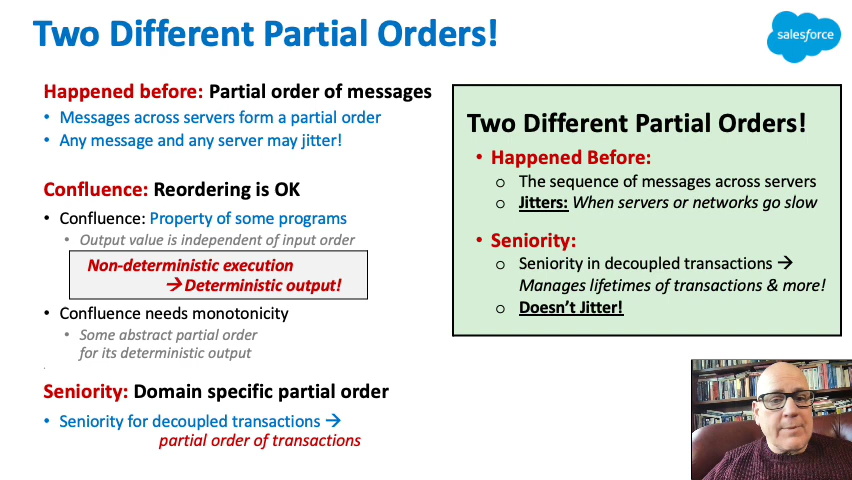 Two Different Partial Orders!
salesforce
Happened before: Partial order of messages
• Messages across servers form a partial order
• Any message and any server may jitter!
Confluence: Reordering is OK
• Confluence: Property of some programs
• Output value is independent of input order
Non-deterministic execution
→ Deterministic output!
• Confluence needs monotonicity
• Some abstract partial order
for its deterministic output
Seniority: Domain specific partial order
• Seniority for decoupled transactions →
partial order of transactions
Two Different Partial Orders!
• Happened Before:
o The sequence of messages across servers
o Jitters: When servers or networks go slow
• Seniority:
o Seniority in decoupled transactions →
Manages lifetimes of transactions & more!
o Doesn't Jitter!